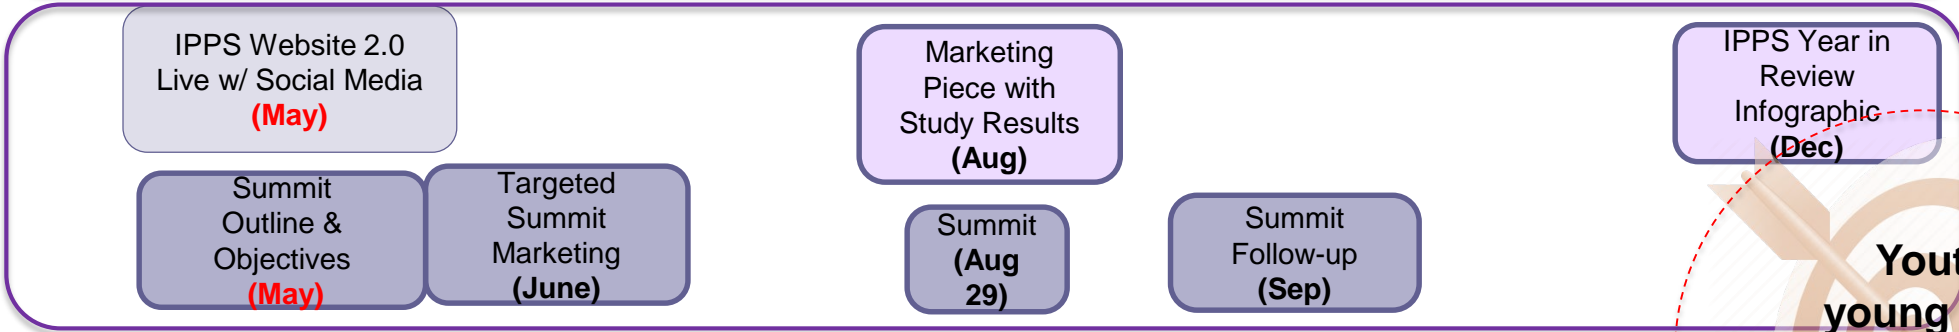 IPPS Website 2.0
Live w/ Social Media
(May)
Marketing
Piece with
Study Results
(Aug)
IPPS Year in
Review
Infographic
(Dec)
Summit
Outline &
Objectives
(May)
Targeted
Summit
Marketing
(June)
Summit
(Aug
29)
Summit
Follow-up
(Sep)
young